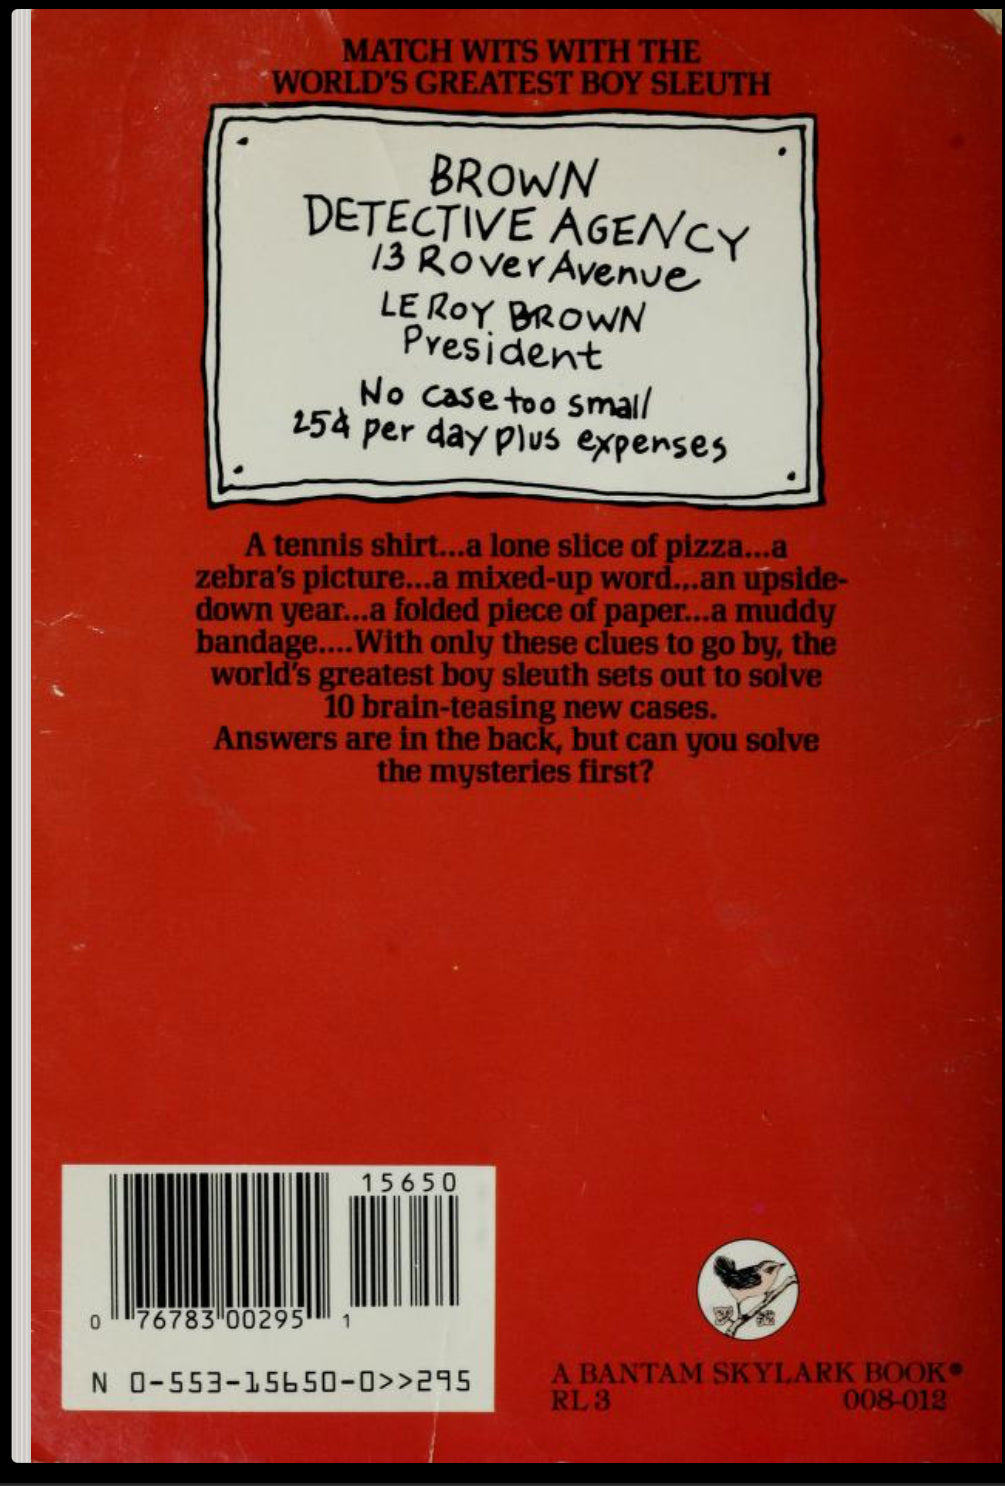 MATCH WITS WITH THE
WORLD'S GREATEST BOY SLEUTH
BROWN
DETECTIVE AGENCY
13 Rover Avenue
LEROY BROWN
President
No case too small
25¢ per day plus expenses
A tennis shirt...a lone slice of pizza...a
zebra's picture...a mixed-up word...an upside-
down year...a folded piece of paper...a muddy
bandage....With only these clues to go by, the
world's greatest boy sleuth sets out to solve
10 brain-teasing new cases.
Answers are in the back, but can you solve
the mysteries first?
15650
0 76783 00295 1
N 0-553-15650-0>>295
A BANTAM SKYLARK BOOK®
RL 3 008-012